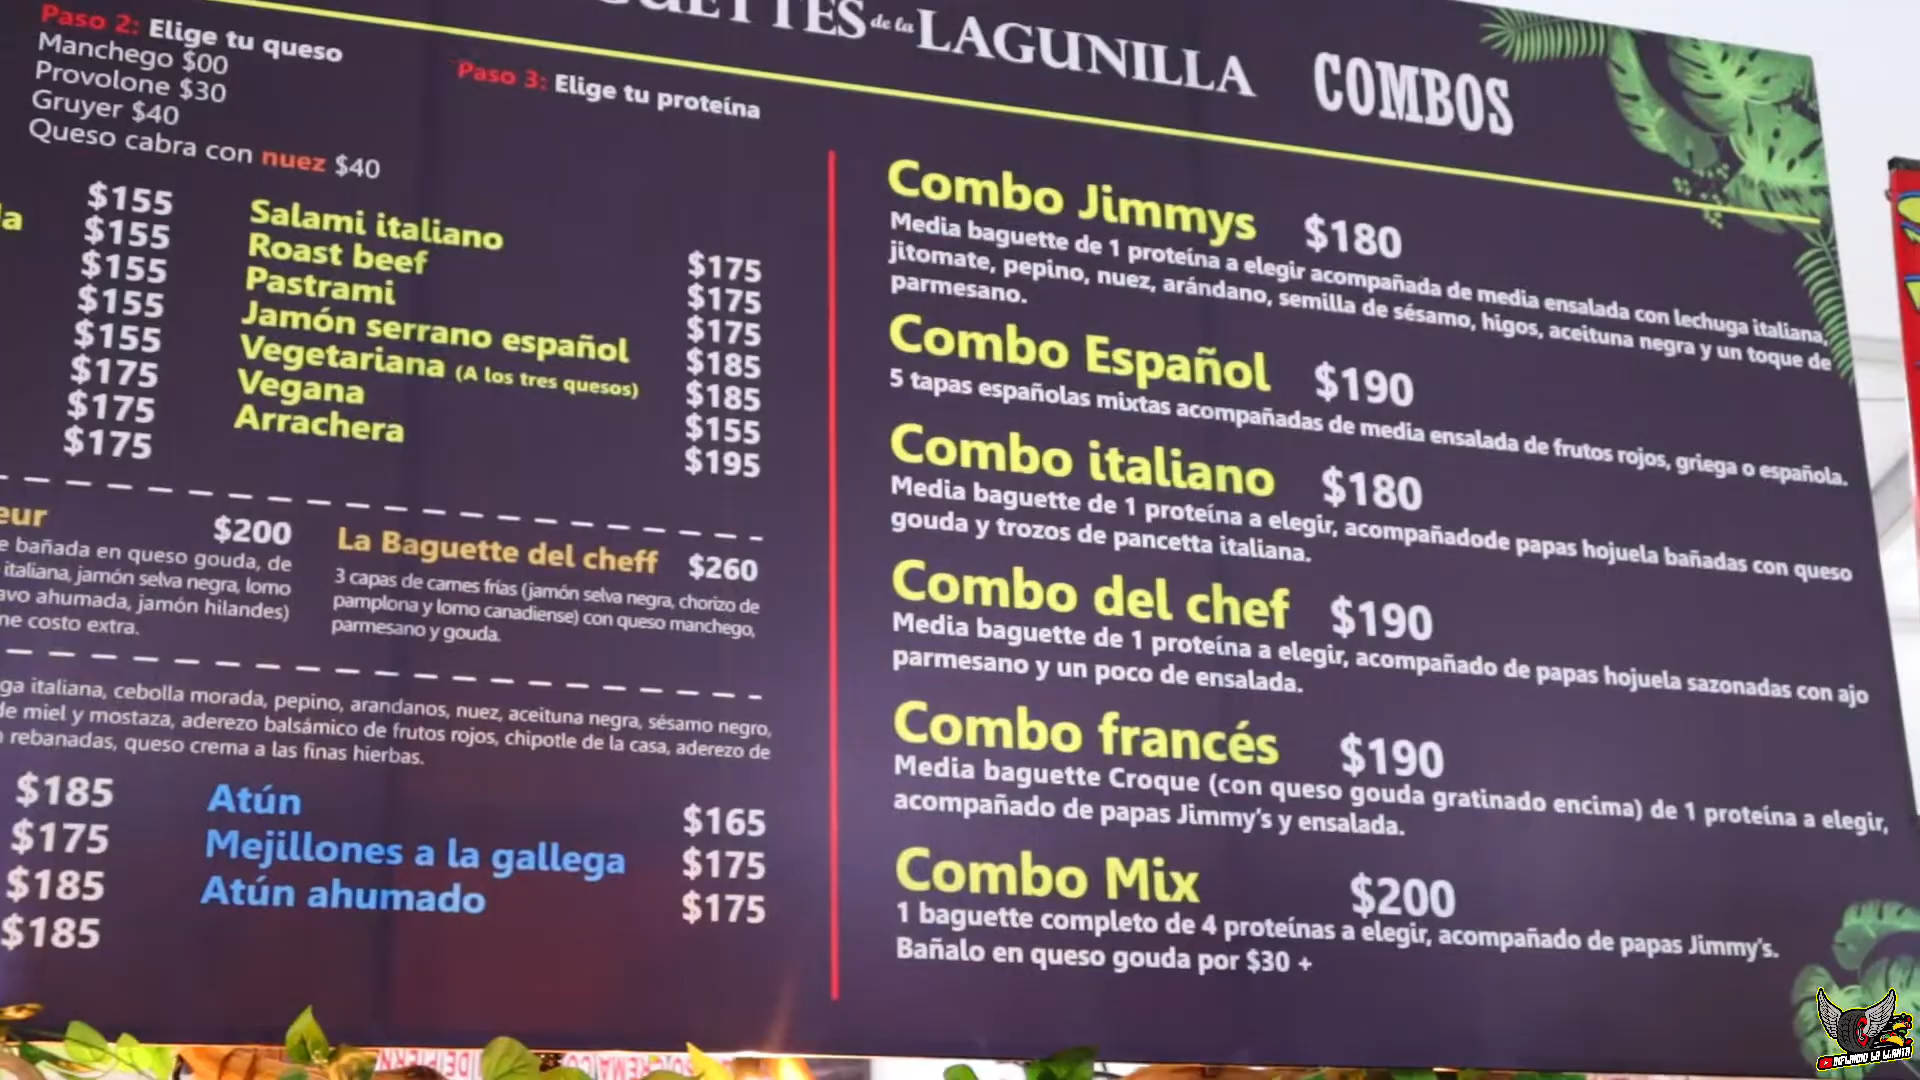 Paso 2: Elige tu queso
Manchego $00
Provolone $30
Gruyer $40
Queso cabra con nuez $40
de la LAGUNILLA
Paso 3: Elige tu proteína
$155
$155
$155
$155
$155
$175
$175
$175
Salami italiano $175
Roast beef $175
Pastrami $175
Jamón serrano español $185
Vegetariana (A los tres quesos) $185
Vegana $155
Arrachera $195
$200
bañada en queso gouda, de
italiana, jamón selva negra, lomo
ahumada, jamón hilandes)
costo extra.
La Baguette del cheff $260
3 capas de carnes frías (jamón selva negra, chorizo de
pamplona y lomo canadiense) con queso manchego,
parmesano y gouda.
italiana, cebolla morada, pepino, arandanos, nuez, aceituna negra, sésamo negro,
de miel y mostaza, aderezo balsámico de frutos rojos, chipotle de la casa, aderezo de
rebanadas, queso crema a las finas hierbas.
$185
$175
$185
$185
Atún $165
Mejillones a la gallega $175
Atún ahumado $175
COMBOS
Combo Jimmys $180
Media baguette de 1 proteína a elegir acompañada de media ensalada con lechuga italiana,
jitomate, pepino, nuez, arándano, semilla de sésamo, higos, aceituna negra y un toque de
parmesano.
Combo Español $190
5 tapas españolas mixtas acompañadas de media ensalada de frutos rojos, griega o española.
Combo italiano $180
Media baguette de 1 proteína a elegir, acompañadode papas hojuela bañadas con queso
gouda y trozos de pancetta italiana.
Combo del chef $190
Media baguette de 1 proteína a elegir, acompañado de papas hojuela sazonadas con ajo
parmesano y un poco de ensalada.
Combo francés $190
Media baguette Croque (con queso gouda gratinado encima) de 1 proteína a elegir,
acompañado de papas Jimmy's y ensalada.
Combo Mix $200
1 baguette completo de 4 proteínas a elegir, acompañado de papas Jimmy's.
Bañalo en queso gouda por $30 +
INFLANDO LA LLANTA